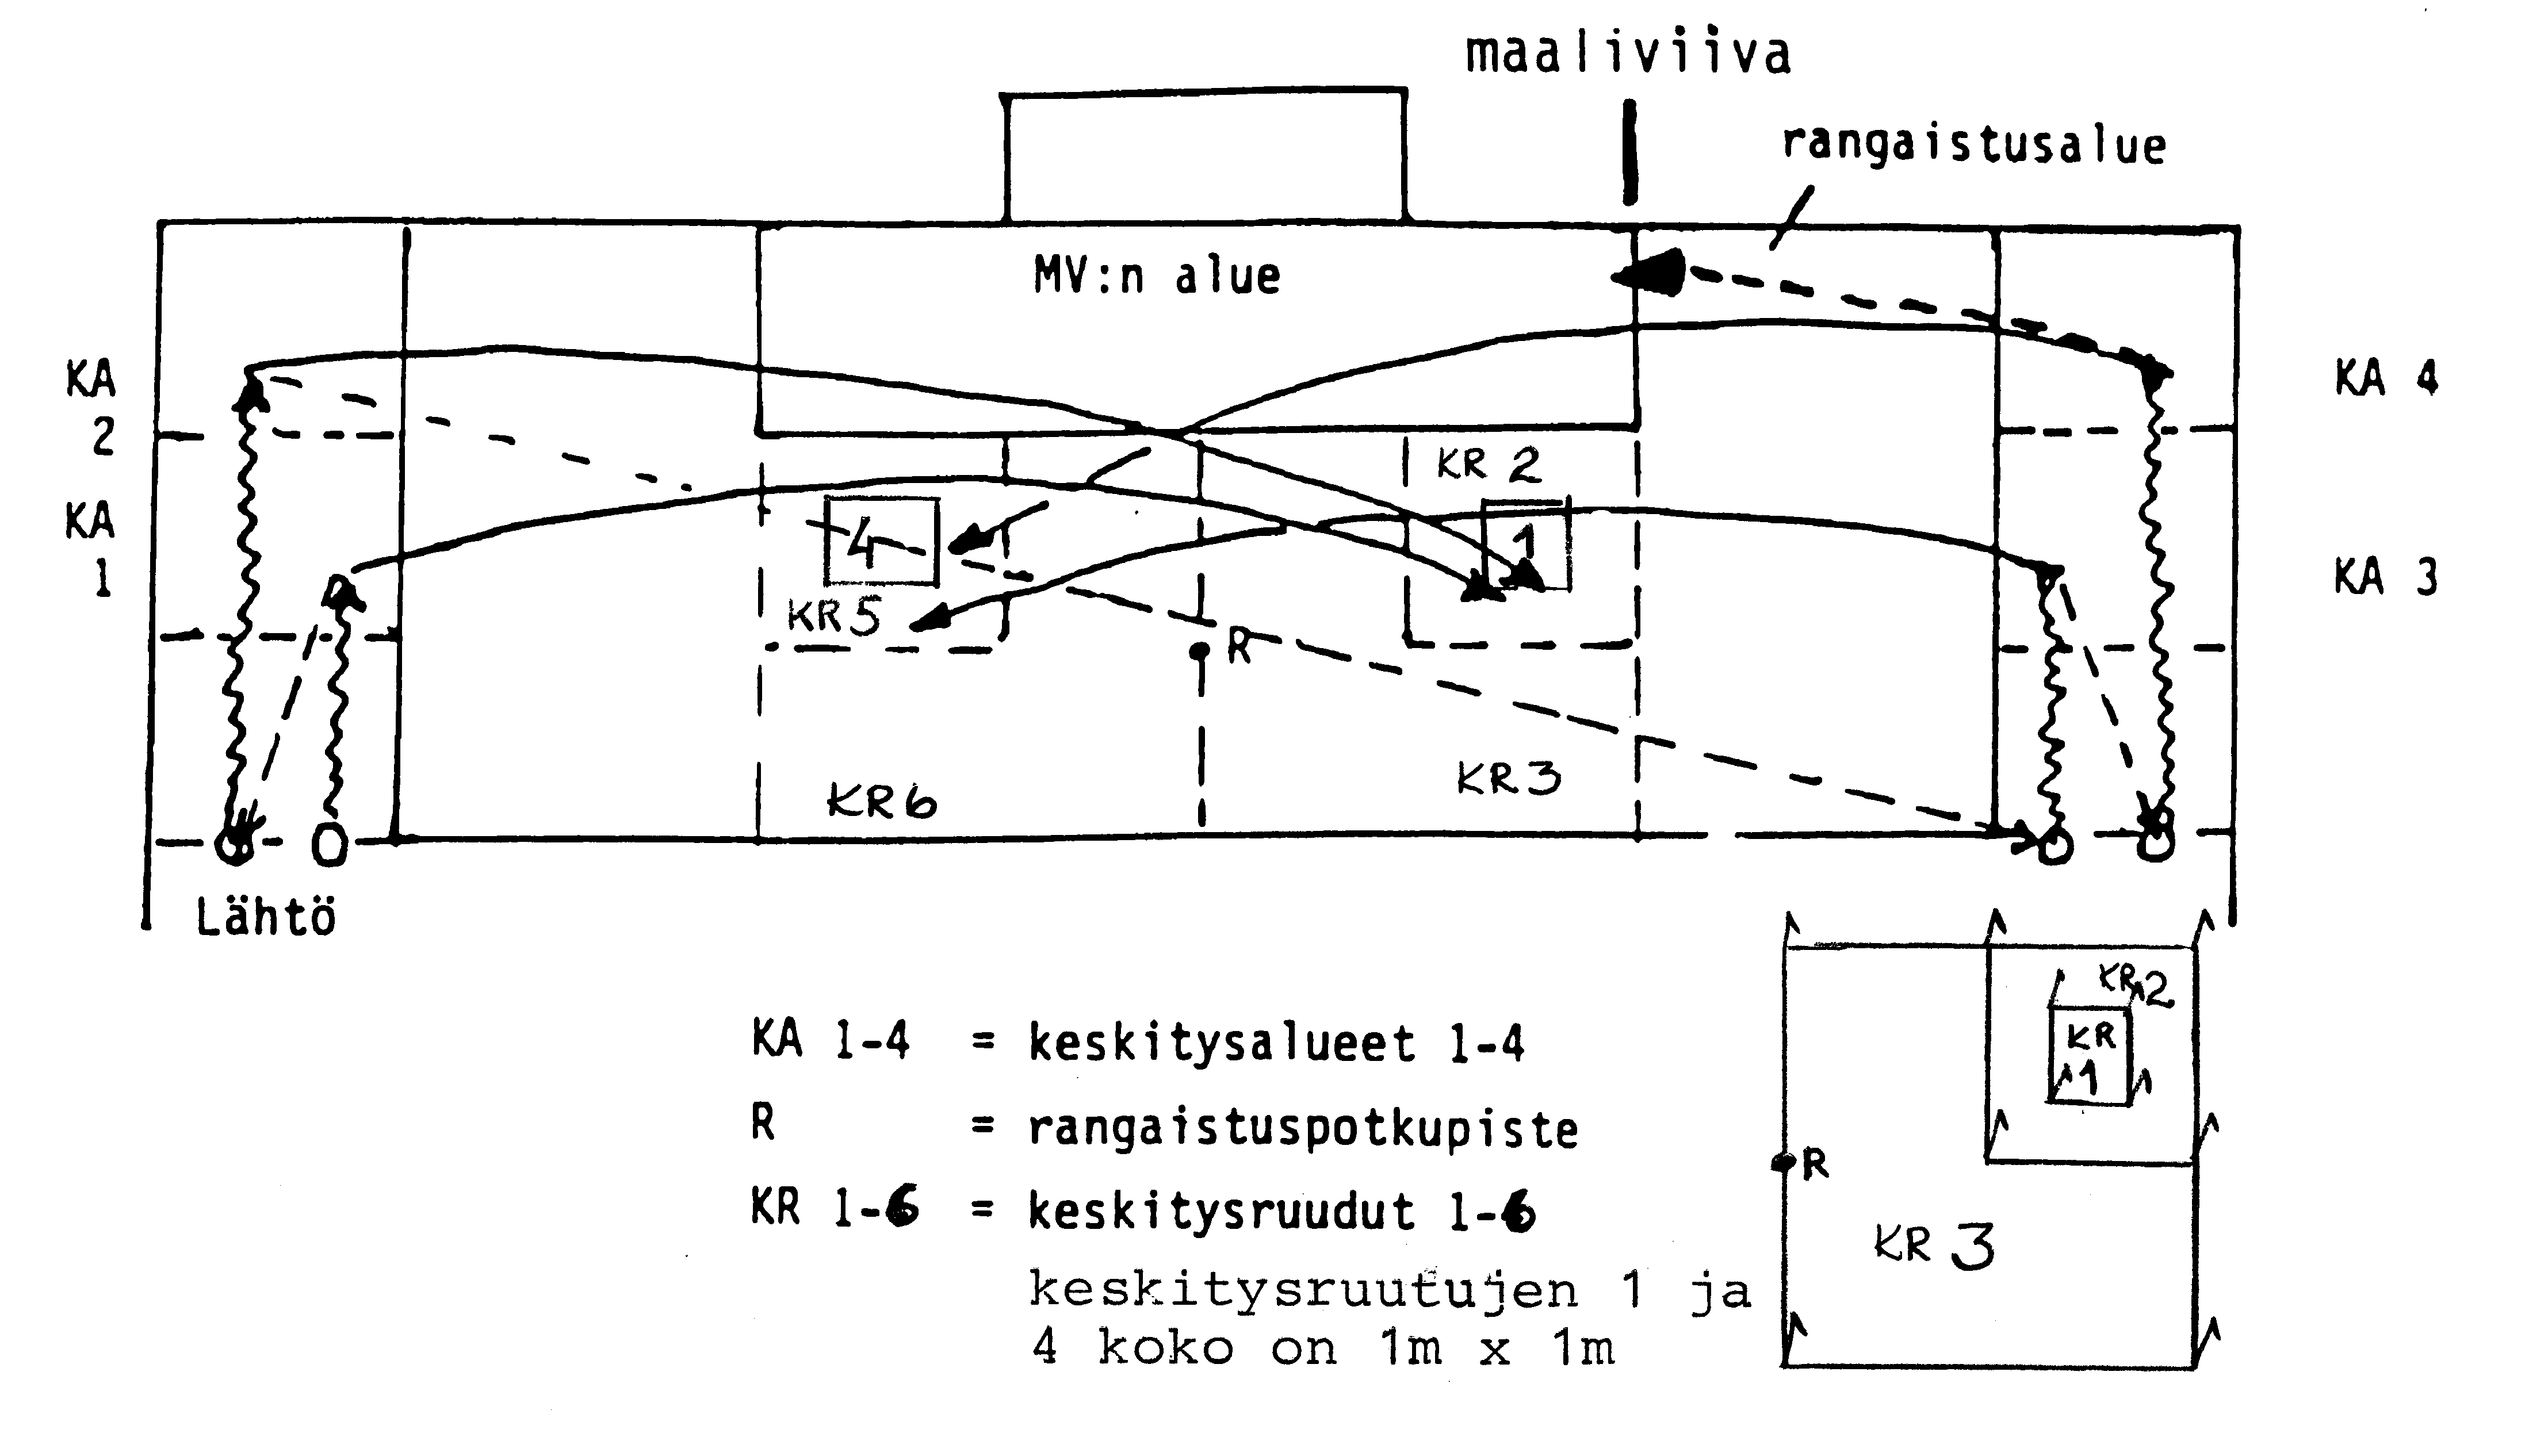 maaliviiva
rangaistusalue
MV:n alue
KA
2
KA 4
KR 2
KA
1
4
1
KA 3
KR5
R
KR6
KR3
Lähtö
KR 2
KR
1
R
KR 3
KA 1-4 = keskitysalueet 1-4
R = rangaistuspotkupiste
KR 1-6 = keskitysruudut 1-6
keskitysruutujen 1 ja
4 koko on 1m x 1m